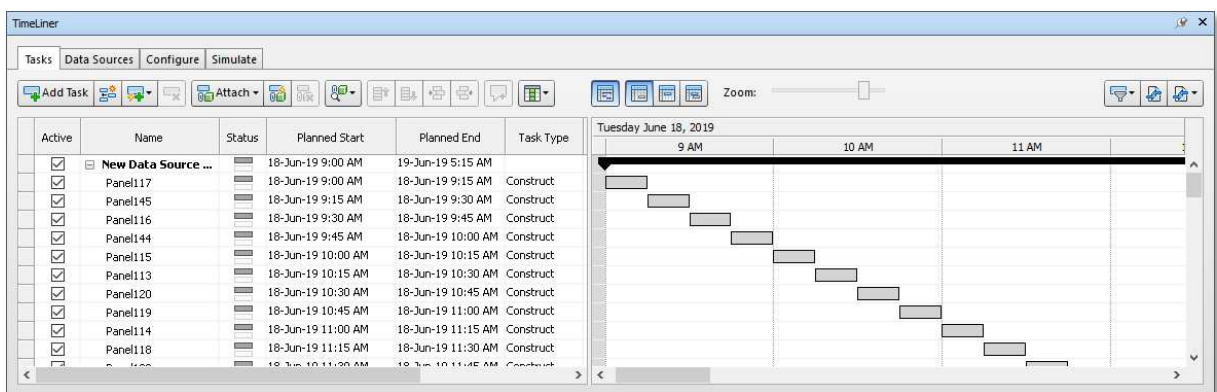 TimeLiner
Tasks Data Sources Configure Simulate
Add Task Attach Zoom:
Active Name Status Planned Start Planned End Task Type
Tuesday June 18, 2019
9 AM 10 AM 11 AM
New Data Source ... 18-Jun-19 9:00 AM 19-Jun-19 5:15 AM
Panel117 18-Jun-19 9:00 AM 18-Jun-19 9:15 AM Construct
Panel145 18-Jun-19 9:15 AM 18-Jun-19 9:30 AM Construct
Panel116 18-Jun-19 9:30 AM 18-Jun-19 9:45 AM Construct
Panel144 18-Jun-19 9:45 AM 18-Jun-19 10:00 AM Construct
Panel115 18-Jun-19 10:00 AM 18-Jun-19 10:15 AM Construct
Panel113 18-Jun-19 10:15 AM 18-Jun-19 10:30 AM Construct
Panel120 18-Jun-19 10:30 AM 18-Jun-19 10:45 AM Construct
Panel119 18-Jun-19 10:45 AM 18-Jun-19 11:00 AM Construct
Panel114 18-Jun-19 11:00 AM 18-Jun-19 11:15 AM Construct
Panel118 18-Jun-19 11:15 AM 18-Jun-19 11:30 AM Construct